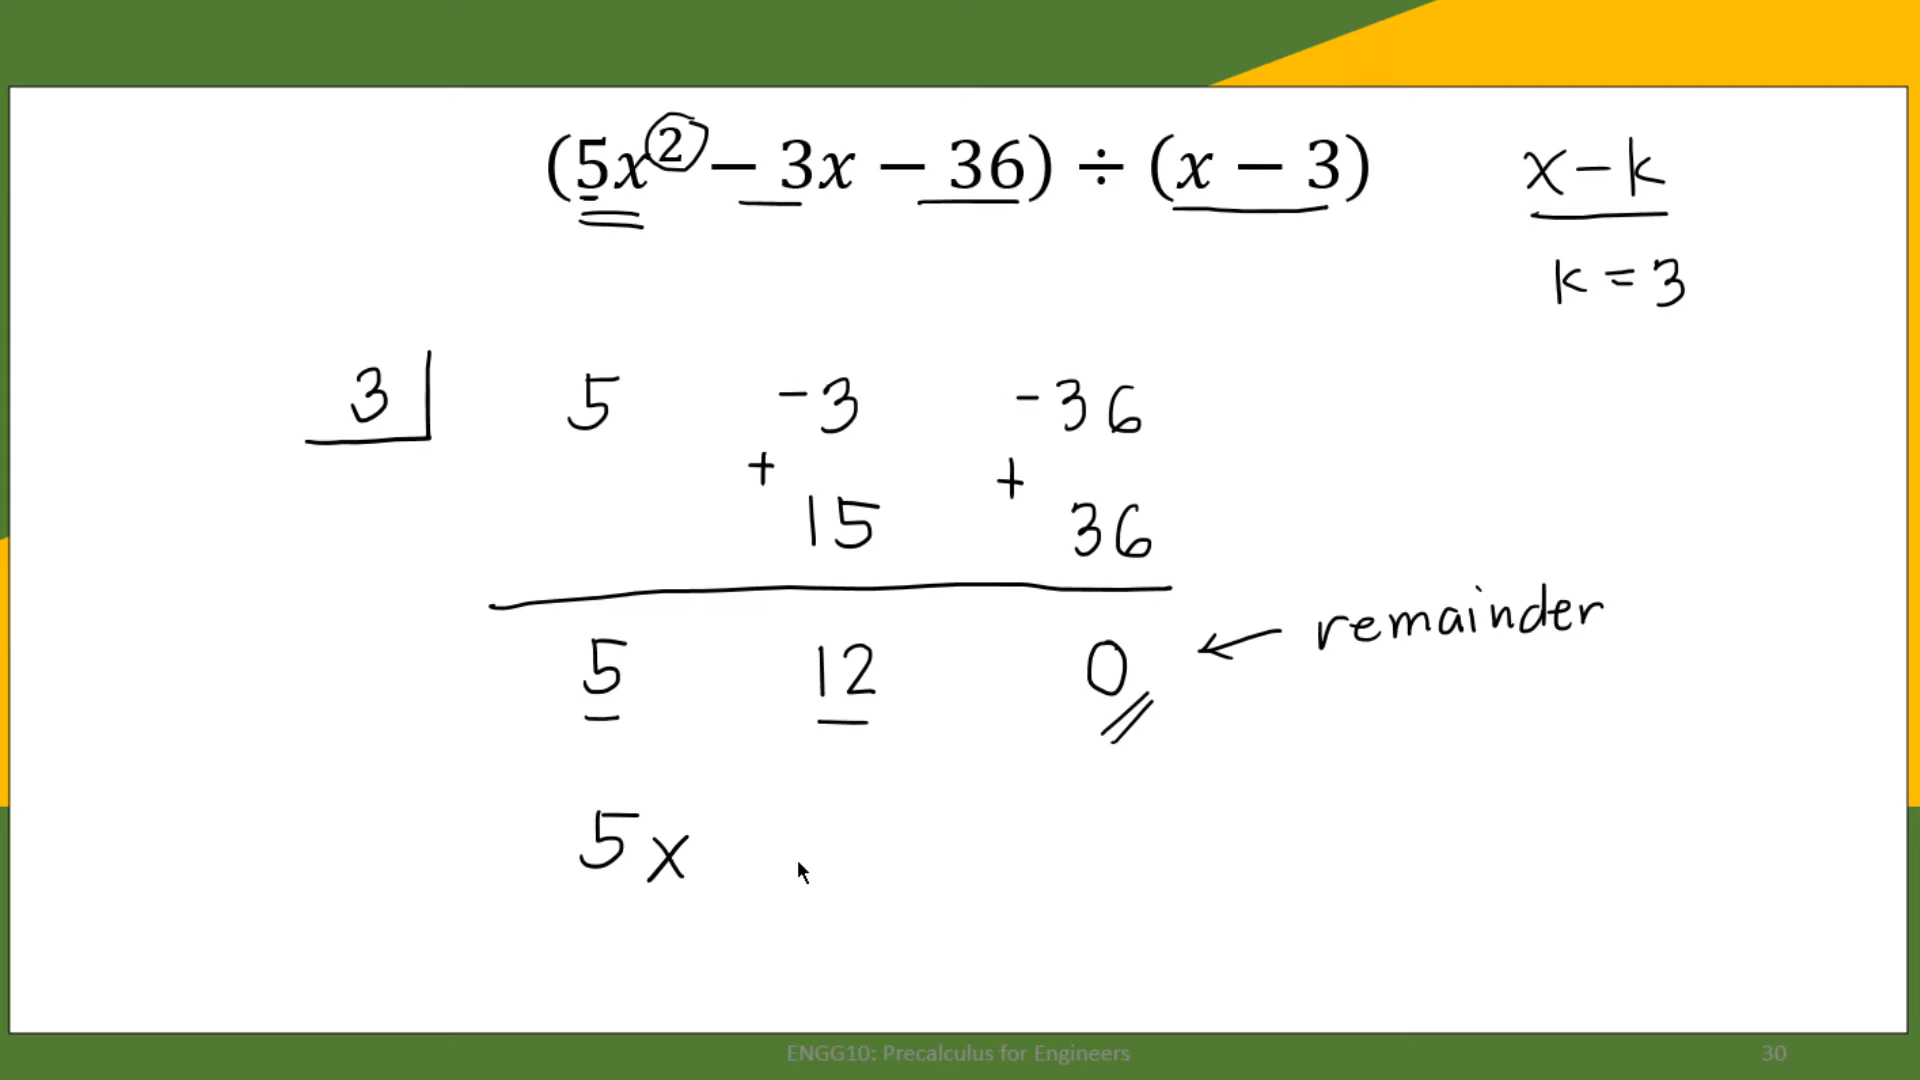 (5x² − 3x − 36) ÷ (x − 3)
x − k
k = 3
3 5 -3 -36
+ +
15 36
5 12 0 ← remainder
5x
ENGG10: Precalculus for Engineers
30